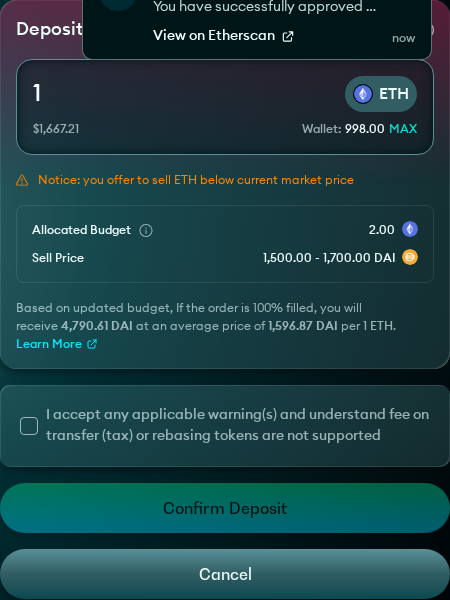 You have successfully approved ...
Deposit
View on Etherscan
now
1
ETH
$1,667.21
Wallet: 998.00 MAX
Notice: you offer to sell ETH below current market price
Allocated Budget
2.00
Sell Price
1,500.00 - 1,700.00 DAI
Based on updated budget, If the order is 100% filled, you will
receive 4,790.61 DAI at an average price of 1,596.87 DAI per 1 ETH.
Learn More
I accept any applicable warning(s) and understand fee on
transfer (tax) or rebasing tokens are not supported
Confirm Deposit
Cancel